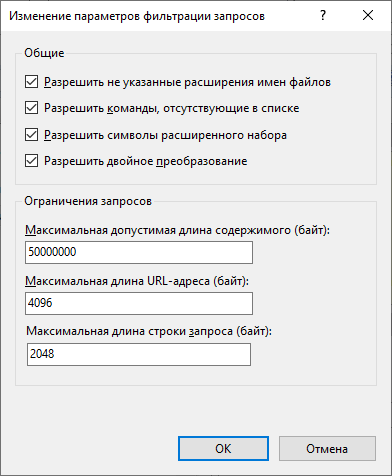 Изменение параметров фильтрации запросов
Общие
Разрешить не указанные расширения имен файлов
Разрешить команды, отсутствующие в списке
Разрешить символы расширенного набора
Разрешить двойное преобразование
Ограничения запросов
Максимальная допустимая длина содержимого (байт):
50000000
Максимальная длина URL-адреса (байт):
4096
Максимальная длина строки запроса (байт):
2048
ОК
Отмена